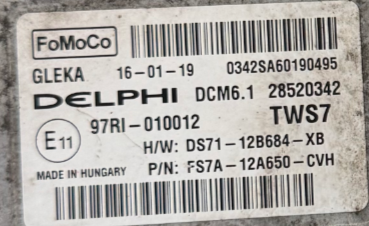 FoMoCo
GLEKA 16-01-19 0342SA60190495
DELPHI DCM6.1 28520342
E11 97RI-010012 TWS7
H/W: DS71-12B684-XB
MADE IN HUNGARY P/N: FS7A-12A650-CVH